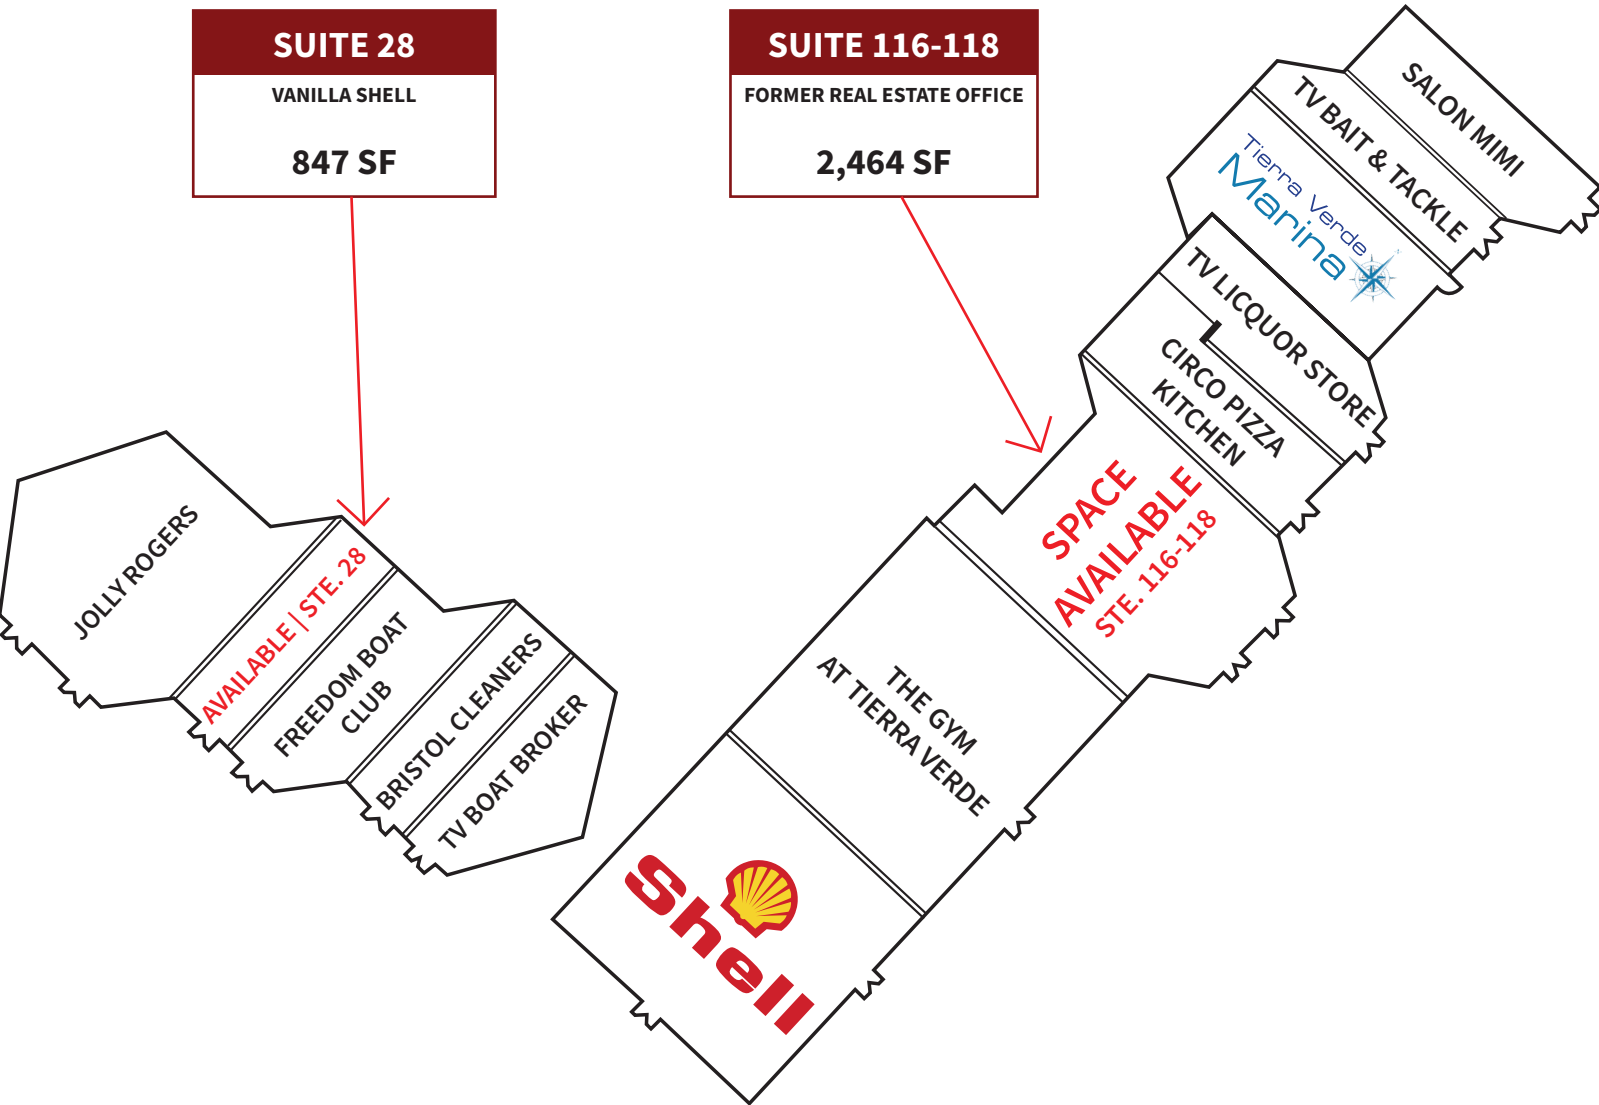 SUITE 28
VANILLA SHELL
847 SF
SUITE 116-118
FORMER REAL ESTATE OFFICE
2,464 SF
SALON MIMI
TV BAIT & TACKLE
Tierra Verde
Marina
N
TV LICQUOR STORE
CIRCO PIZZA
KITCHEN
SPACE
AVAILABLE
STE. 116-118
THE GYM
AT TIERRA VERDE
Shell
JOLLY ROGERS
AVAILABLE | STE. 28
FREEDOM BOAT
CLUB
BRISTOL CLEANERS
TV BOAT BROKER